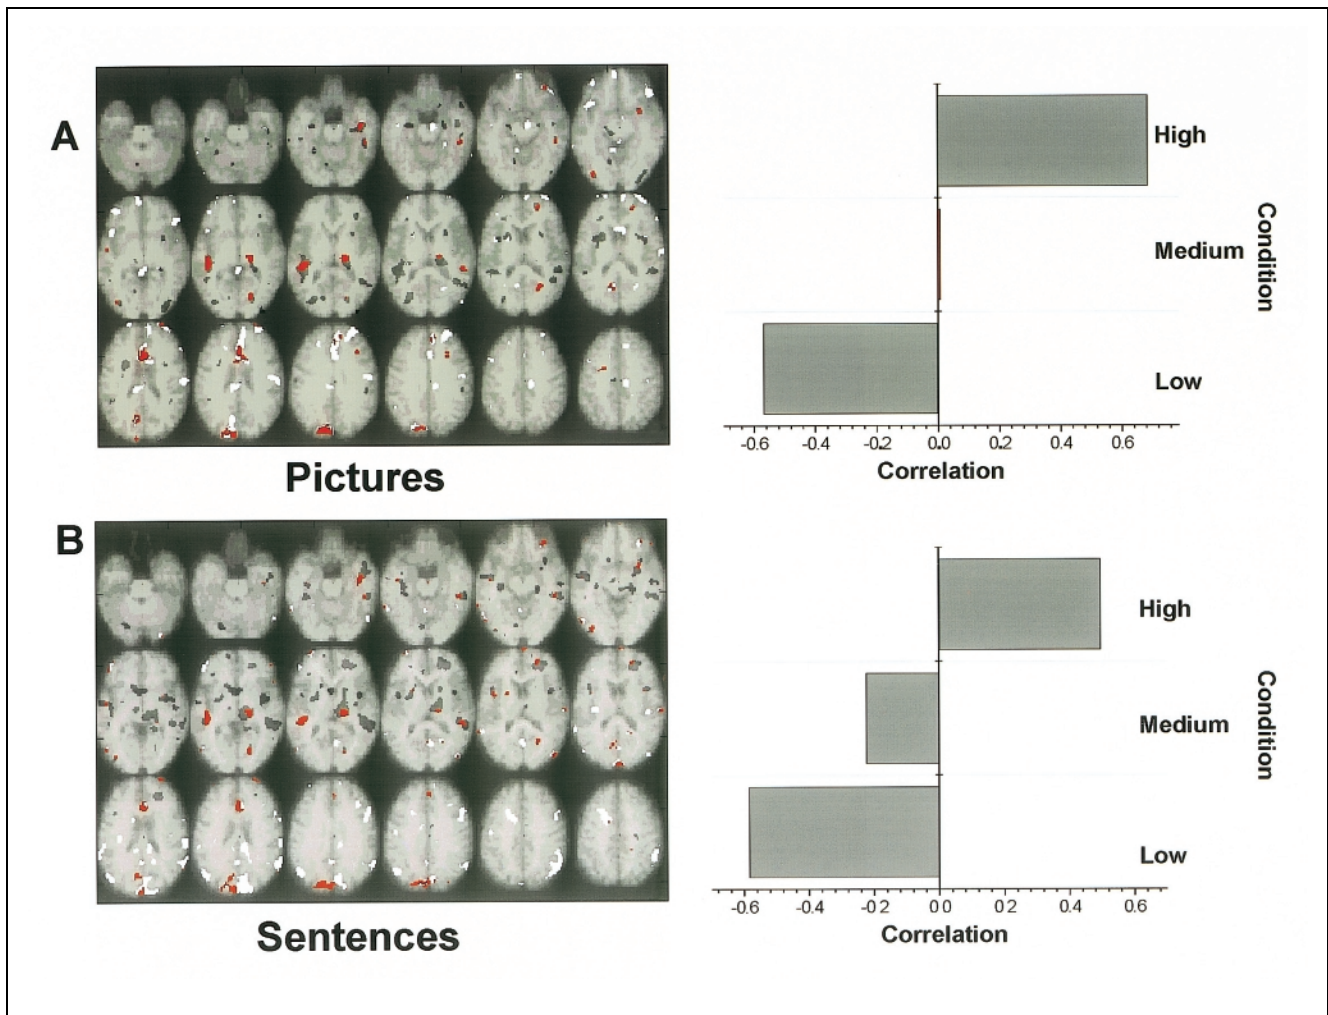 A
High
Medium
Low
Condition
-0.6 -0.4 -0.2 0.0 0.2 0.4 0.6
Correlation
Pictures
B
High
Medium
Low
Condition
-0.6 -0.4 -0.2 0 0 0 2 0.4 0.6
Correlation
Sentences